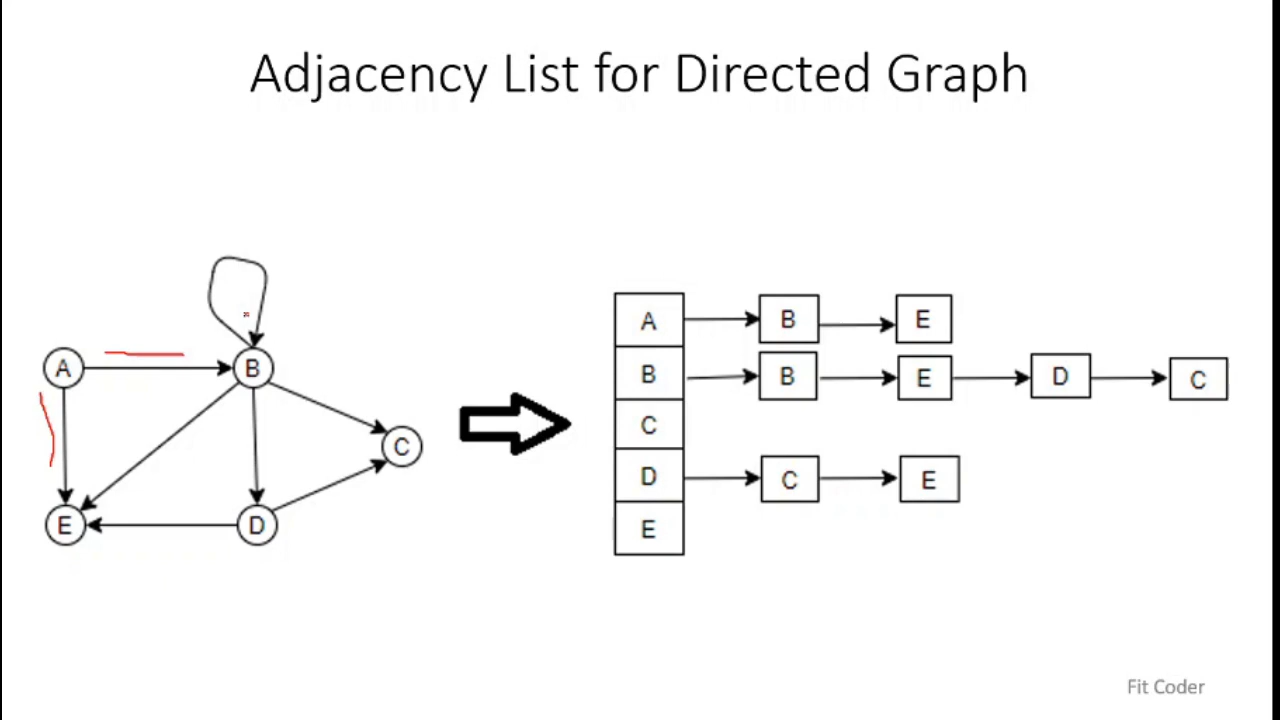 Adjacency List for Directed Graph
A
B
C
E
D
A B E
B B E D C
C
D C E
E
Fit Coder